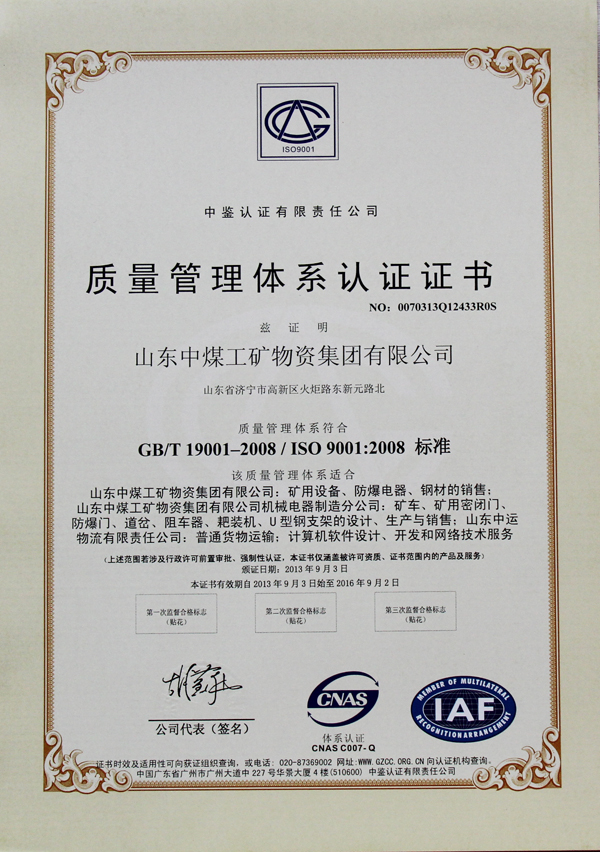 ISO9001
中鉴认证有限责任公司
质量管理体系认证证书
NO：0070313Q12433R0S
兹 证 明
山东中煤工矿物资集团有限公司
山东省济宁市高新区火炬路东新元路北
质量管理体系符合
GB/T 19001–2008 / ISO 9001:2008 标准
该质量管理体系适合
山东中煤工矿物资集团有限公司：矿用设备、防爆电器、钢材的销售；
山东中煤工矿物资集团有限公司机械电器制造分公司：矿车、矿用密闭门、
防爆门、道岔、阻车器、耙装机、U型钢支架的设计、生产与销售；山东中运
物流有限责任公司：普通货物运输；计算机软件设计、开发和网络技术服务
（上述范围若涉及行政许可前置审批、强制性认证，本证书仅涵盖被许可资质、证书范围内的产品及服务）
颁证日期：2013年9月3日
本证书有效期自2013年9月3日始至2016年9月2日
第一次监督合格标志
（贴花）
第二次监督合格标志
（贴花）
第三次监督合格标志
（贴花）
公司代表（签名）
CNAS
体系认证
CNAS C007-Q
MEMBER OF MULTILATERAL
IAF
RECOGNITION ARRANGEMENT
证书时效及适用性可向获证组织查询，或电话：020-87369002 网址:WWW.GZCC.ORG.CN 向认证机构查询。
中国广东省广州市广州大道中227号华景大厦4楼(510600) 中鉴认证有限责任公司